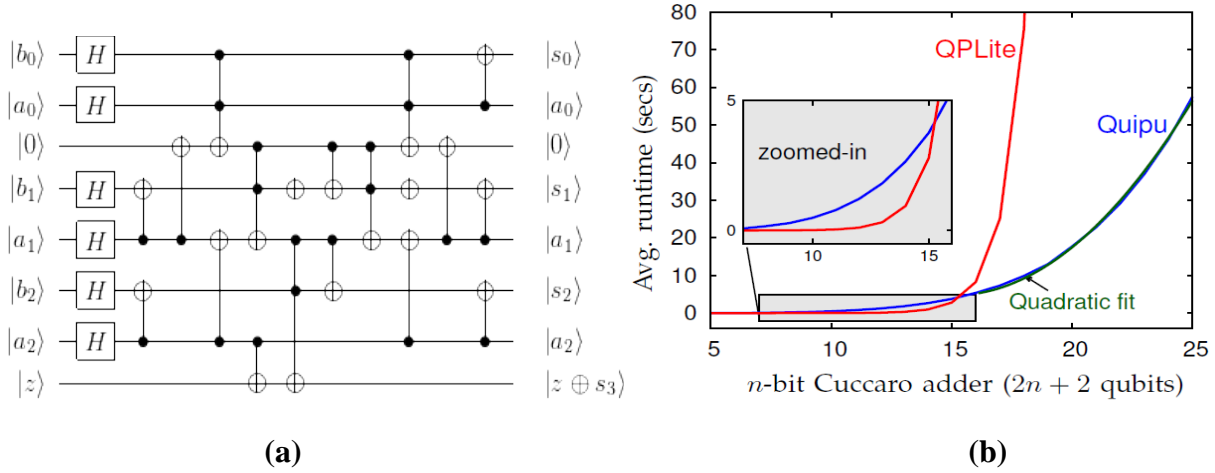 |b₀⟩ H |s₀⟩
|a₀⟩ H |a₀⟩
|0⟩ |0⟩
|b₁⟩ H |s₁⟩
|a₁⟩ H |a₁⟩
|b₂⟩ H |s₂⟩
|a₂⟩ H |a₂⟩
|z⟩ |z ⊕ s₃⟩
(a)
Avg. runtime (secs)
80
70
60
50
40
30
20
10
0
QPLite
Quipu
5
zoomed-in
0
10 15
Quadratic fit
5 10 15 20 25
n-bit Cuccaro adder (2n + 2 qubits)
(b)